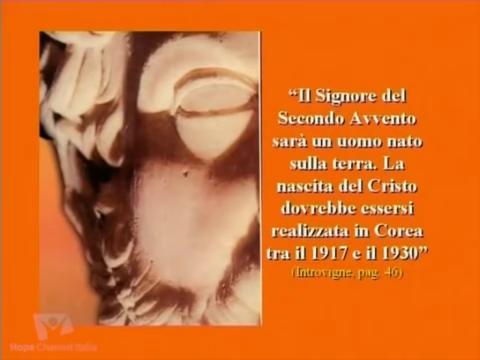 “Il Signore del
Secondo Avvento
sarà un uomo nato
sulla terra. La
nascita del Cristo
dovrebbe essersi
realizzata in Corea
tra il 1917 e il 1930”
(Introvigne, pag. 46)
Hope Channel Italia